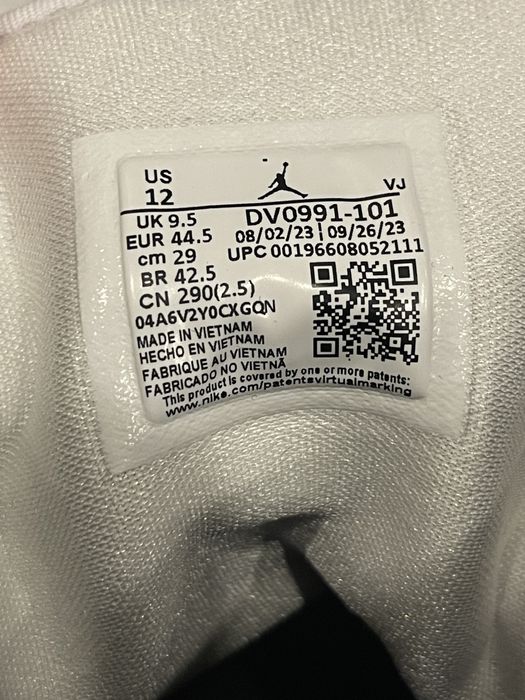 US
12
VJ
UK 9.5
DV0991-101
EUR 44.5
08/02/23 | 09/26/23
cm 29
UPC 00196608052111
BR 42.5
CN 290(2.5)
04A6V2Y0CXGQN
MADE IN VIETNAM
HECHO EN VIETNAM
FABRIQUE AU VIETNAM
FABRICADO NO VIETNÃ
This product is covered by one or more patents:
www.nike.com/patentsvirtualmarking